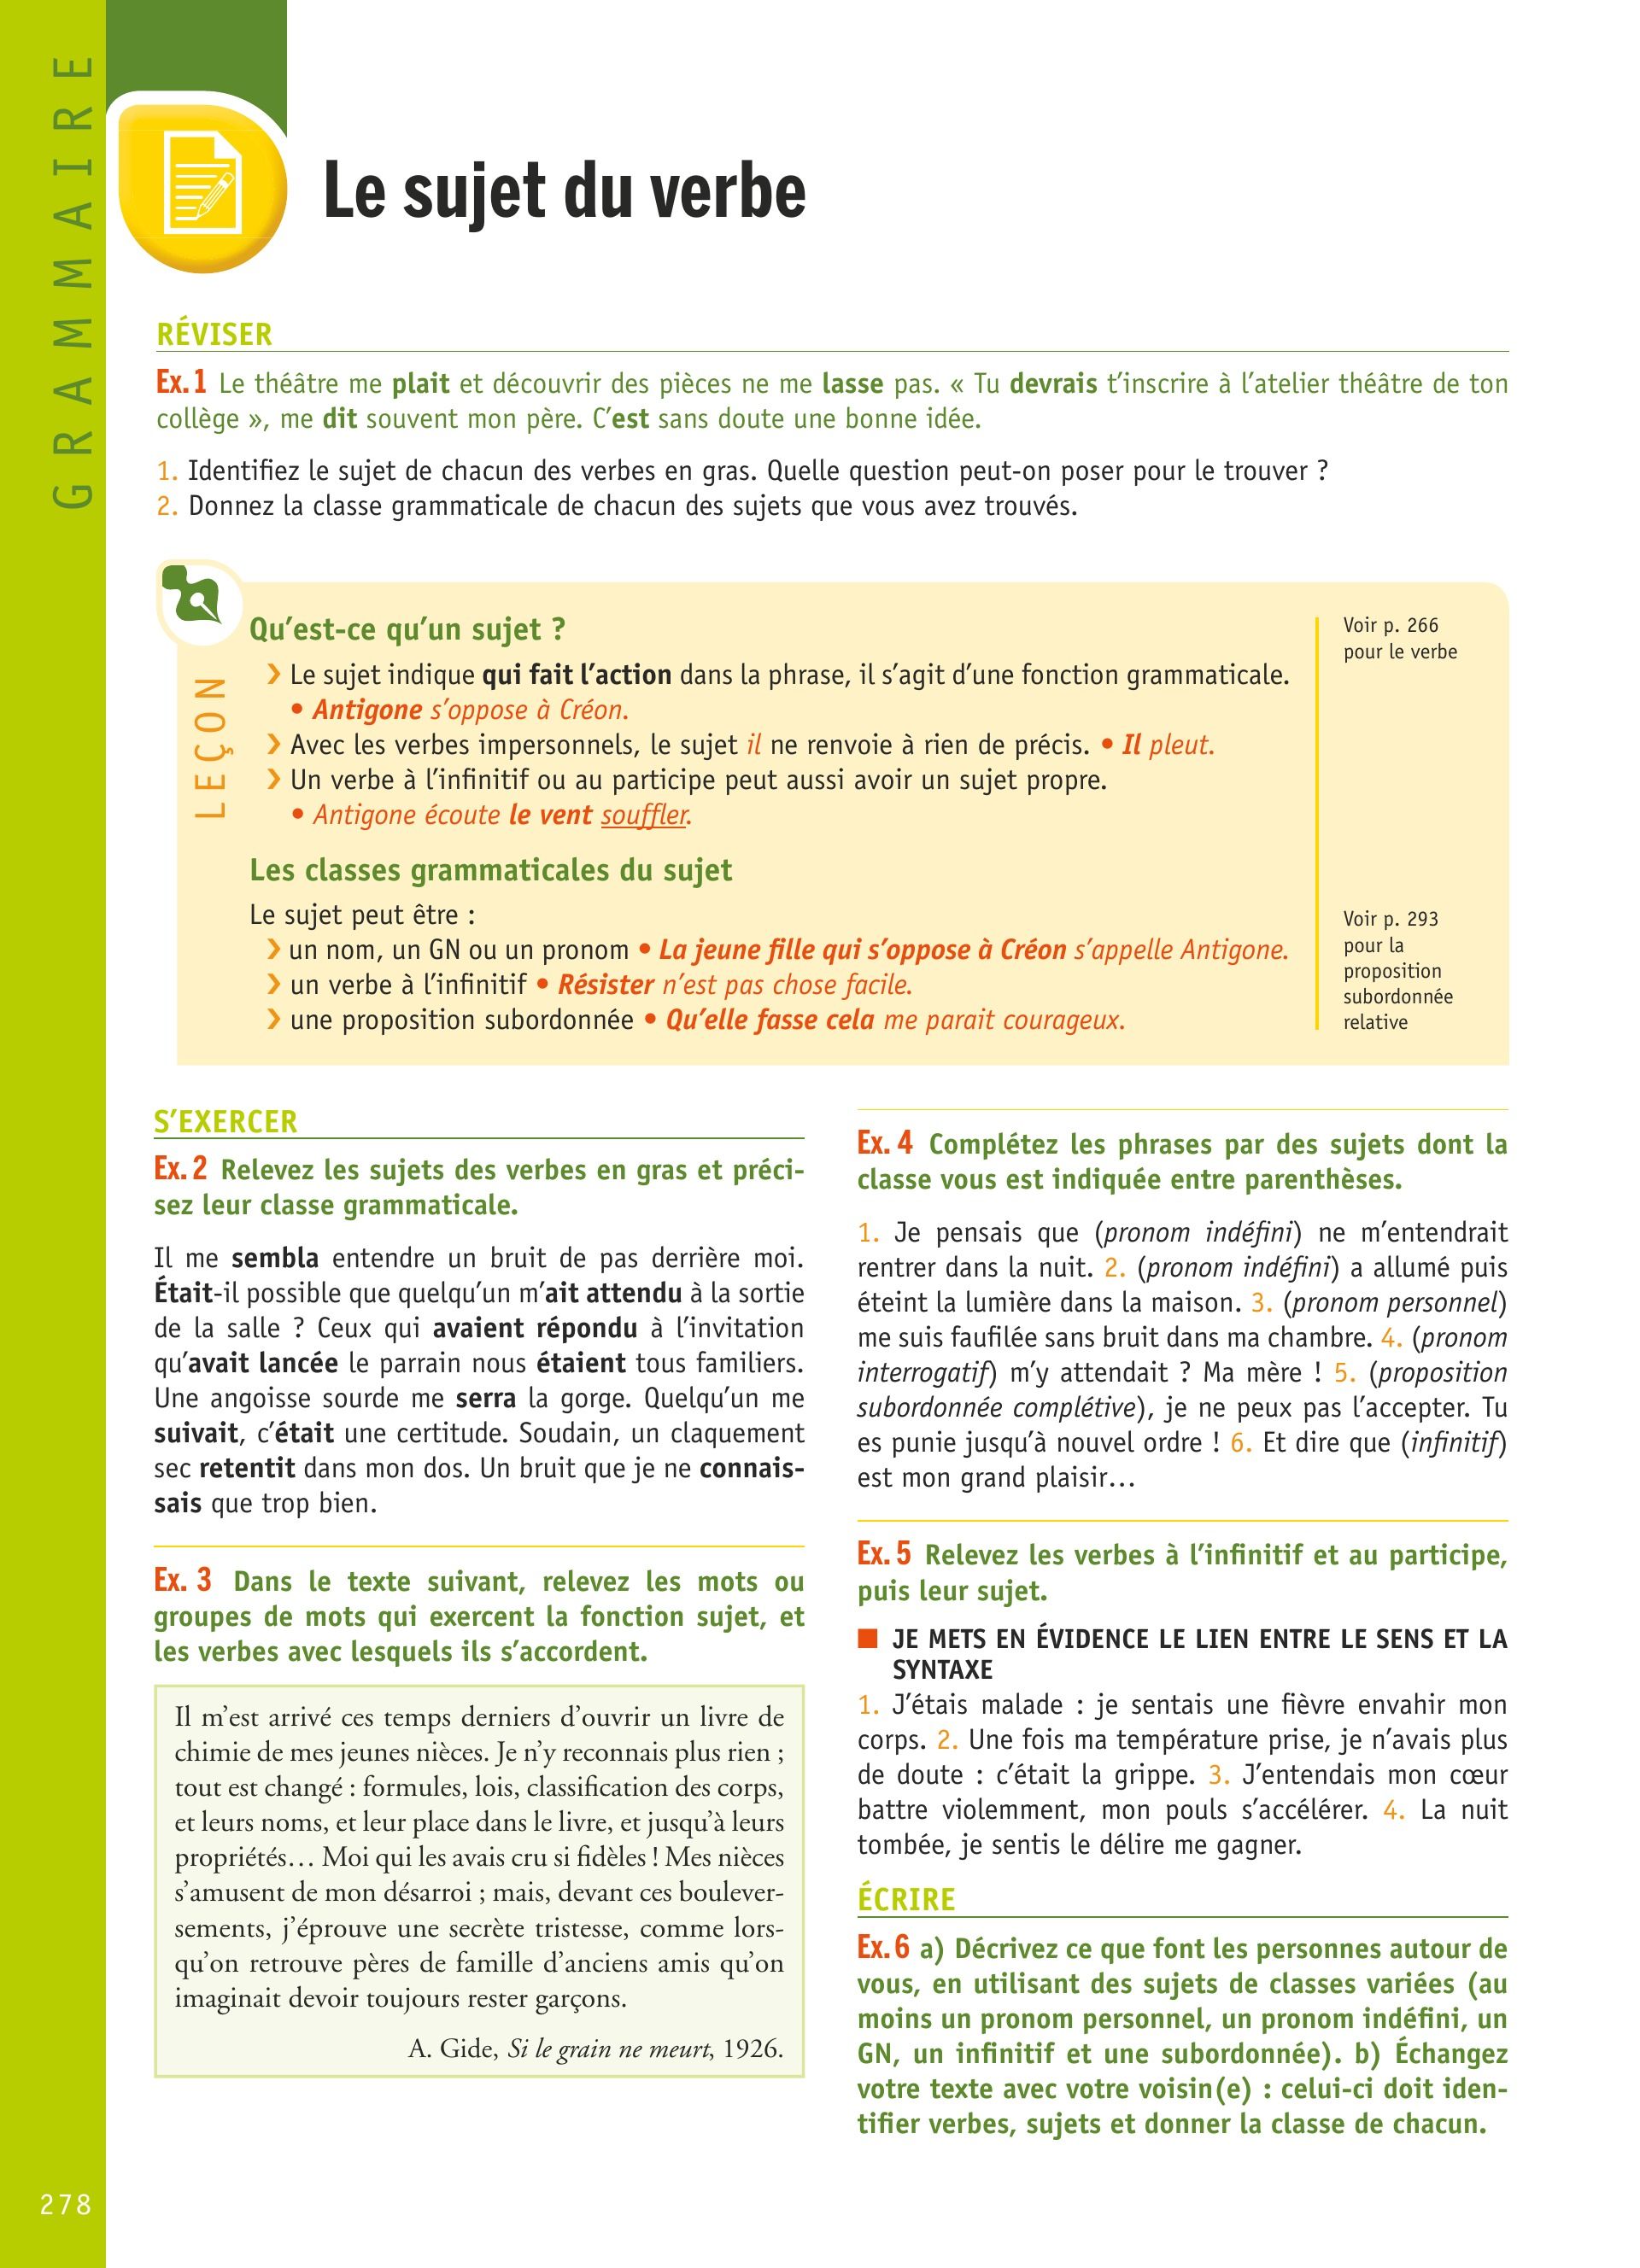 GRAMMAIRE
Le sujet du verbe
RÉVISER
Ex. 1 Le théâtre me plait et découvrir des pièces ne me lasse pas. « Tu devrais t’inscrire à l’atelier théâtre de ton
collège », me dit souvent mon père. C’est sans doute une bonne idée.
1. Identifiez le sujet de chacun des verbes en gras. Quelle question peut-on poser pour le trouver ?
2. Donnez la classe grammaticale de chacun des sujets que vous avez trouvés.
LEÇON
Qu’est-ce qu’un sujet ?
❯ Le sujet indique qui fait l’action dans la phrase, il s’agit d’une fonction grammaticale.
• Antigone s’oppose à Créon.
❯ Avec les verbes impersonnels, le sujet il ne renvoie à rien de précis. • Il pleut.
❯ Un verbe à l’infinitif ou au participe peut aussi avoir un sujet propre.
• Antigone écoute le vent souffler.
Voir p. 266
pour le verbe
Les classes grammaticales du sujet
Le sujet peut être :
❯ un nom, un GN ou un pronom • La jeune fille qui s’oppose à Créon s’appelle Antigone.
❯ un verbe à l’infinitif • Résister n’est pas chose facile.
❯ une proposition subordonnée • Qu’elle fasse cela me parait courageux.
Voir p. 293
pour la
proposition
subordonnée
relative
S’EXERCER
Ex. 2 Relevez les sujets des verbes en gras et préci-
sez leur classe grammaticale.
Il me sembla entendre un bruit de pas derrière moi.
Était-il possible que quelqu’un m’ait attendu à la sortie
de la salle ? Ceux qui avaient répondu à l’invitation
qu’avait lancée le parrain nous étaient tous familiers.
Une angoisse sourde me serra la gorge. Quelqu’un me
suivait, c’était une certitude. Soudain, un claquement
sec retentit dans mon dos. Un bruit que je ne connais-
sais que trop bien.
Ex. 3 Dans le texte suivant, relevez les mots ou
groupes de mots qui exercent la fonction sujet, et
les verbes avec lesquels ils s’accordent.
Il m’est arrivé ces temps derniers d’ouvrir un livre de
chimie de mes jeunes nièces. Je n’y reconnais plus rien ;
tout est changé : formules, lois, classification des corps,
et leurs noms, et leur place dans le livre, et jusqu’à leurs
propriétés… Moi qui les avais cru si fidèles ! Mes nièces
s’amusent de mon désarroi ; mais, devant ces boulever-
sements, j’éprouve une secrète tristesse, comme lors-
qu’on retrouve pères de famille d’anciens amis qu’on
imaginait devoir toujours rester garçons.
A. Gide, Si le grain ne meurt, 1926.
Ex. 4 Complétez les phrases par des sujets dont la
classe vous est indiquée entre parenthèses.
1. Je pensais que (pronom indéfini) ne m’entendrait
rentrer dans la nuit. 2. (pronom indéfini) a allumé puis
éteint la lumière dans la maison. 3. (pronom personnel)
me suis faufilée sans bruit dans ma chambre. 4. (pronom
interrogatif) m’y attendait ? Ma mère ! 5. (proposition
subordonnée complétive), je ne peux pas l’accepter. Tu
es punie jusqu’à nouvel ordre ! 6. Et dire que (infinitif)
est mon grand plaisir…
Ex. 5 Relevez les verbes à l’infinitif et au participe,
puis leur sujet.
■ JE METS EN ÉVIDENCE LE LIEN ENTRE LE SENS ET LA
SYNTAXE
1. J’étais malade : je sentais une fièvre envahir mon
corps. 2. Une fois ma température prise, je n’avais plus
de doute : c’était la grippe. 3. J’entendais mon cœur
battre violemment, mon pouls s’accélérer. 4. La nuit
tombée, je sentis le délire me gagner.
ÉCRIRE
Ex. 6 a) Décrivez ce que font les personnes autour de
vous, en utilisant des sujets de classes variées (au
moins un pronom personnel, un pronom indéfini, un
GN, un infinitif et une subordonnée). b) Échangez
votre texte avec votre voisin(e) : celui-ci doit iden-
tifier verbes, sujets et donner la classe de chacun.
278